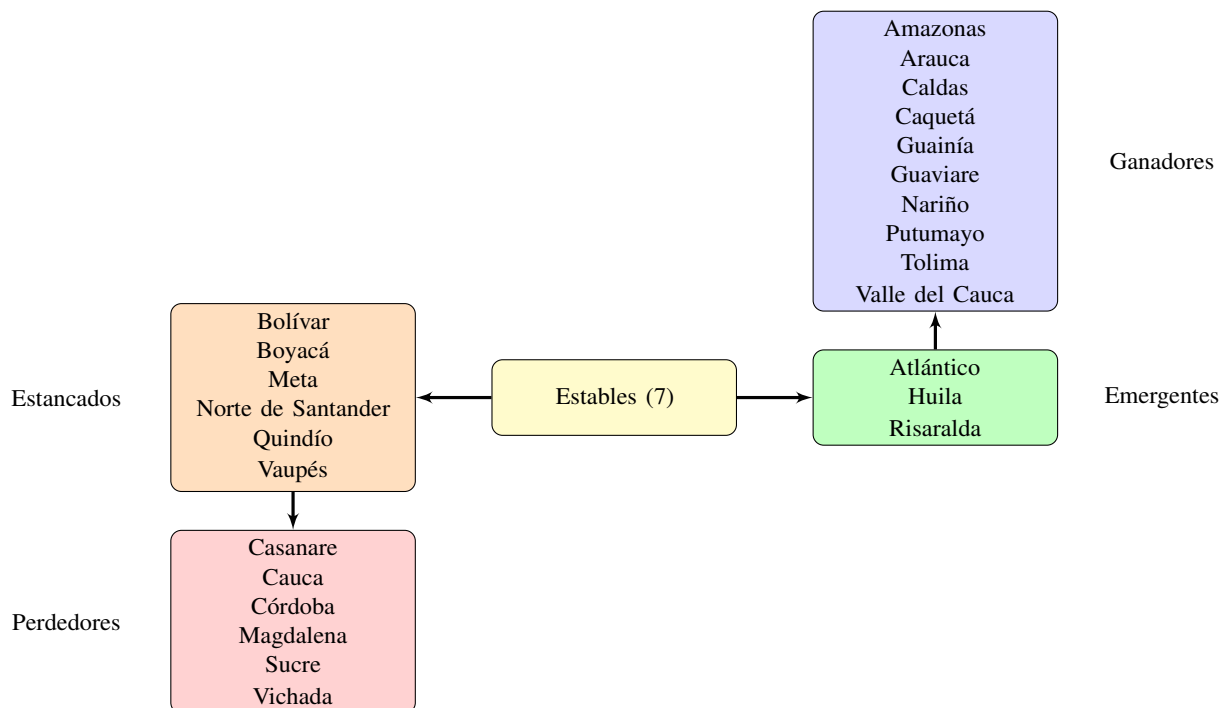 Amazonas
Arauca
Caldas
Caquetá
Guainía
Guaviare
Nariño
Putumayo
Tolima
Valle del Cauca
Ganadores
Estancados
Bolívar
Boyacá
Meta
Norte de Santander
Quindío
Vaupés
Estables (7)
Atlántico
Huila
Risaralda
Emergentes
Perdedores
Casanare
Cauca
Córdoba
Magdalena
Sucre
Vichada